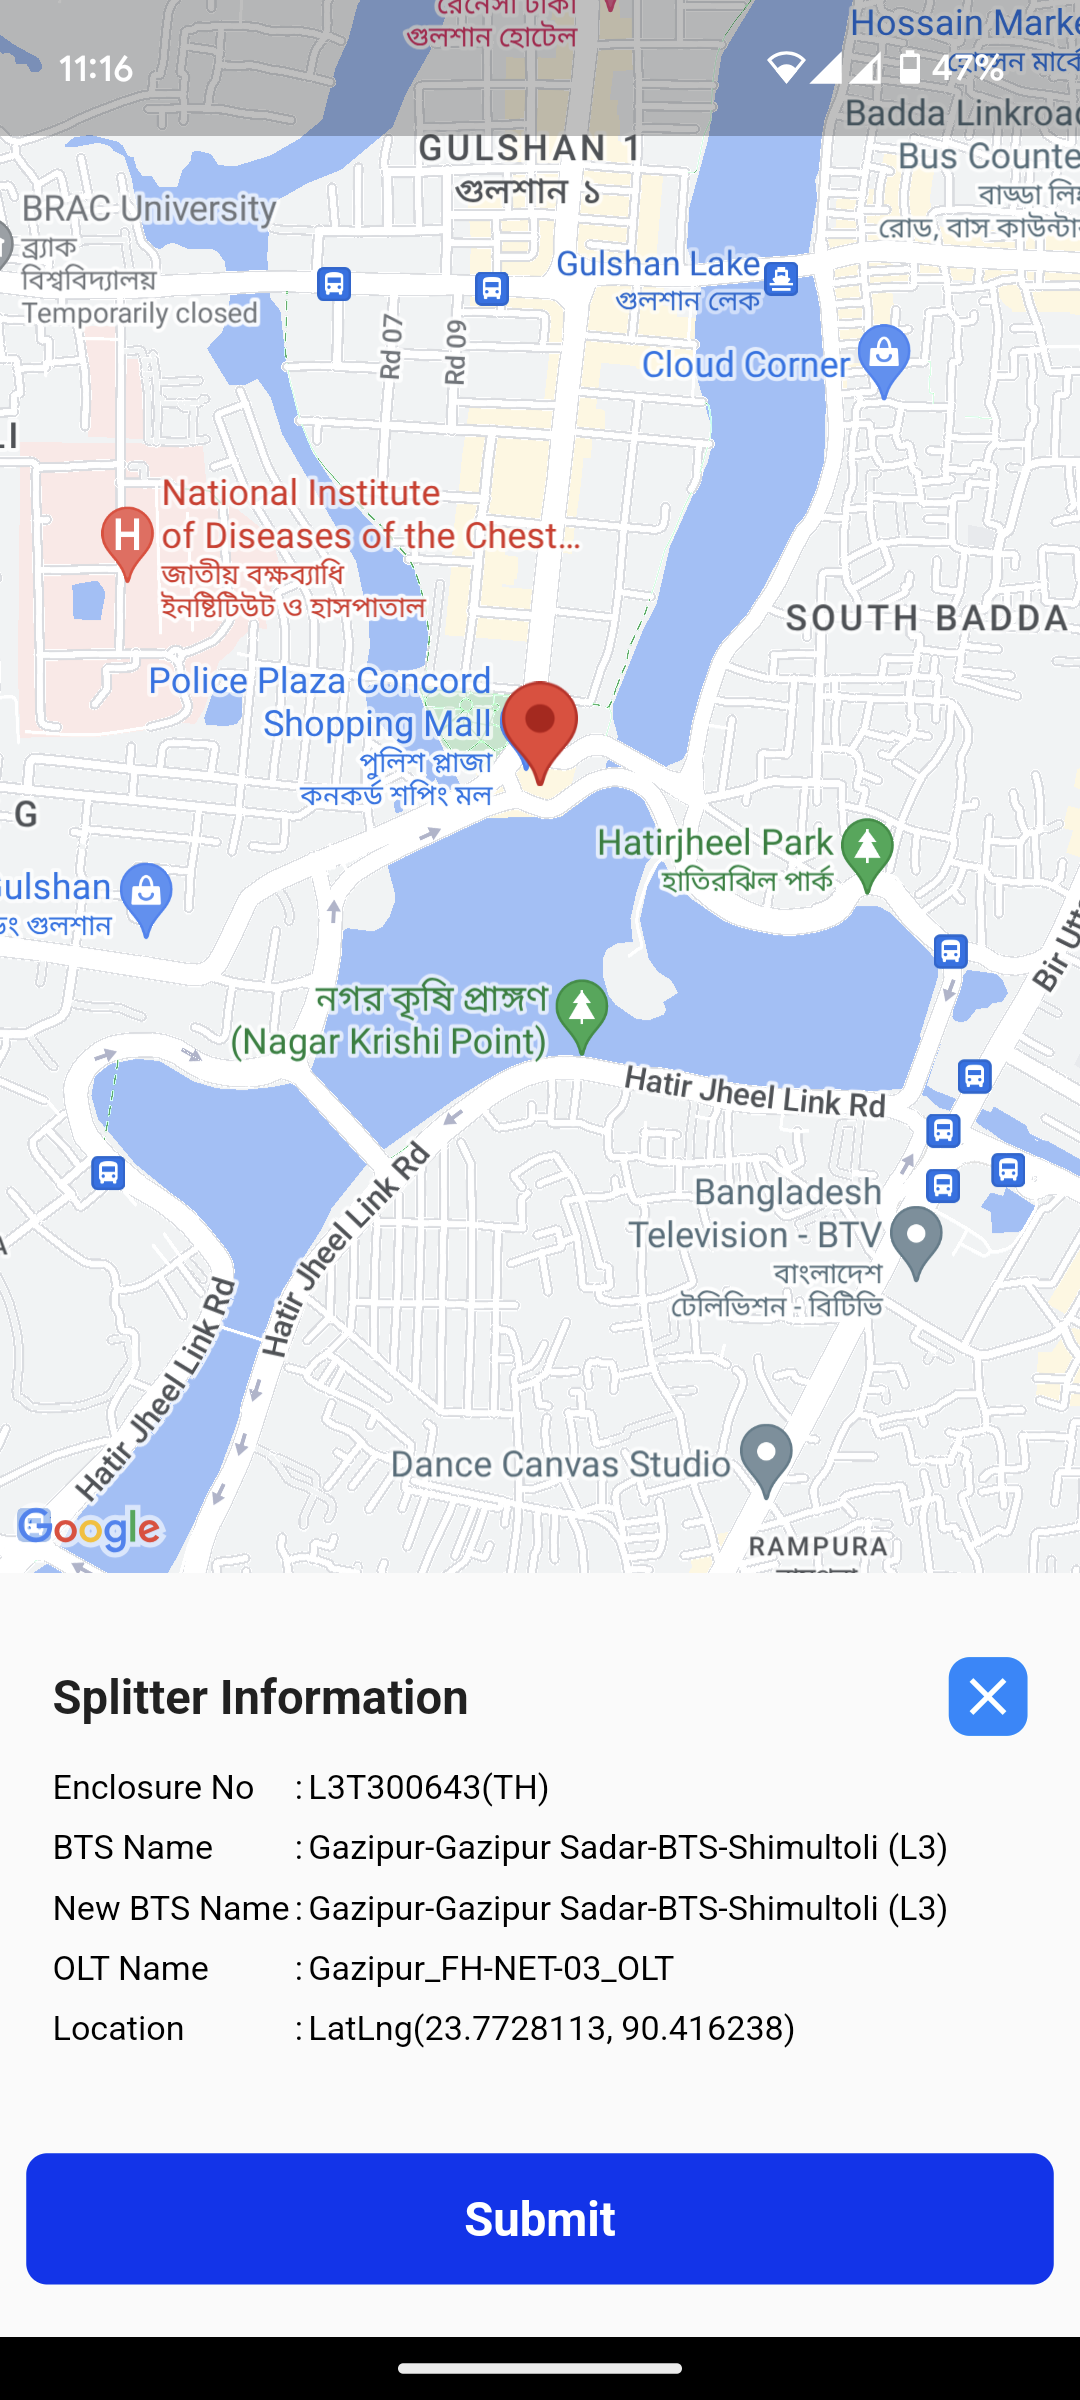 গুলশান হোটেল
Hossain Marke
11:16
47%
Badda Linkroad
GULSHAN 1
গুলশান ১
Bus Counte
রোড, বাস কাউন্টার
BRAC University
ব্র্যাক
বিশ্ববিদ্যালয়
Temporarily closed
Gulshan Lake
গুলশান লেক
Rd 07
Rd 09
Cloud Corner
LI
National Institute
of Diseases of the Chest...
জাতীয় বক্ষব্যাধি
ইনষ্টিটিউট ও হাসপাতাল
H
SOUTH BADDA
Police Plaza Concord
Shopping Mall
পুলিশ প্লাজা
কনকর্ড শপিং মল
G
Hatirjheel Park
হাতিরঝিল পার্ক
Gulshan
গুলশান
Bir Utt
নগর কৃষি প্রাঙ্গণ
(Nagar Krishi Point)
Hatir Jheel Link Rd
Hatir Jheel Link Rd
Bangladesh
Television - BTV
বাংলাদেশ
টেলিভিশন - বিটিভি
Hatir Jheel Link Rd
Dance Canvas Studio
Google
RAMPURA
Splitter Information
Enclosure No : L3T300643(TH)
BTS Name : Gazipur-Gazipur Sadar-BTS-Shimultoli (L3)
New BTS Name : Gazipur-Gazipur Sadar-BTS-Shimultoli (L3)
OLT Name : Gazipur_FH-NET-03_OLT
Location : LatLng(23.7728113, 90.416238)
Submit